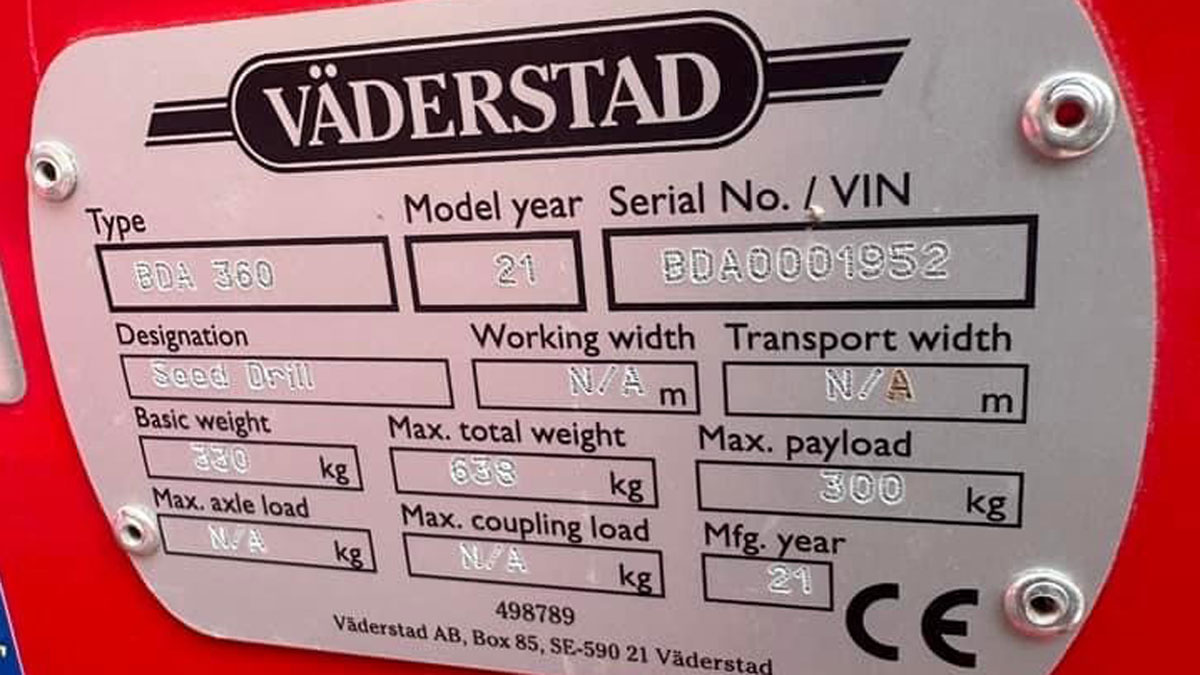 VÄDERSTAD
Type Model year Serial No. / VIN
BDA 360 21 BDA0001952
Designation Working width Transport width
Seed Drill N/A m N/A m
Basic weight Max. total weight Max. payload
330 kg 638 kg 300 kg
Max. axle load Max. coupling load Mfg. year
N/A kg N/A kg 21
CE
498789
Väderstad AB, Box 85, SE-590 21 Väderstad